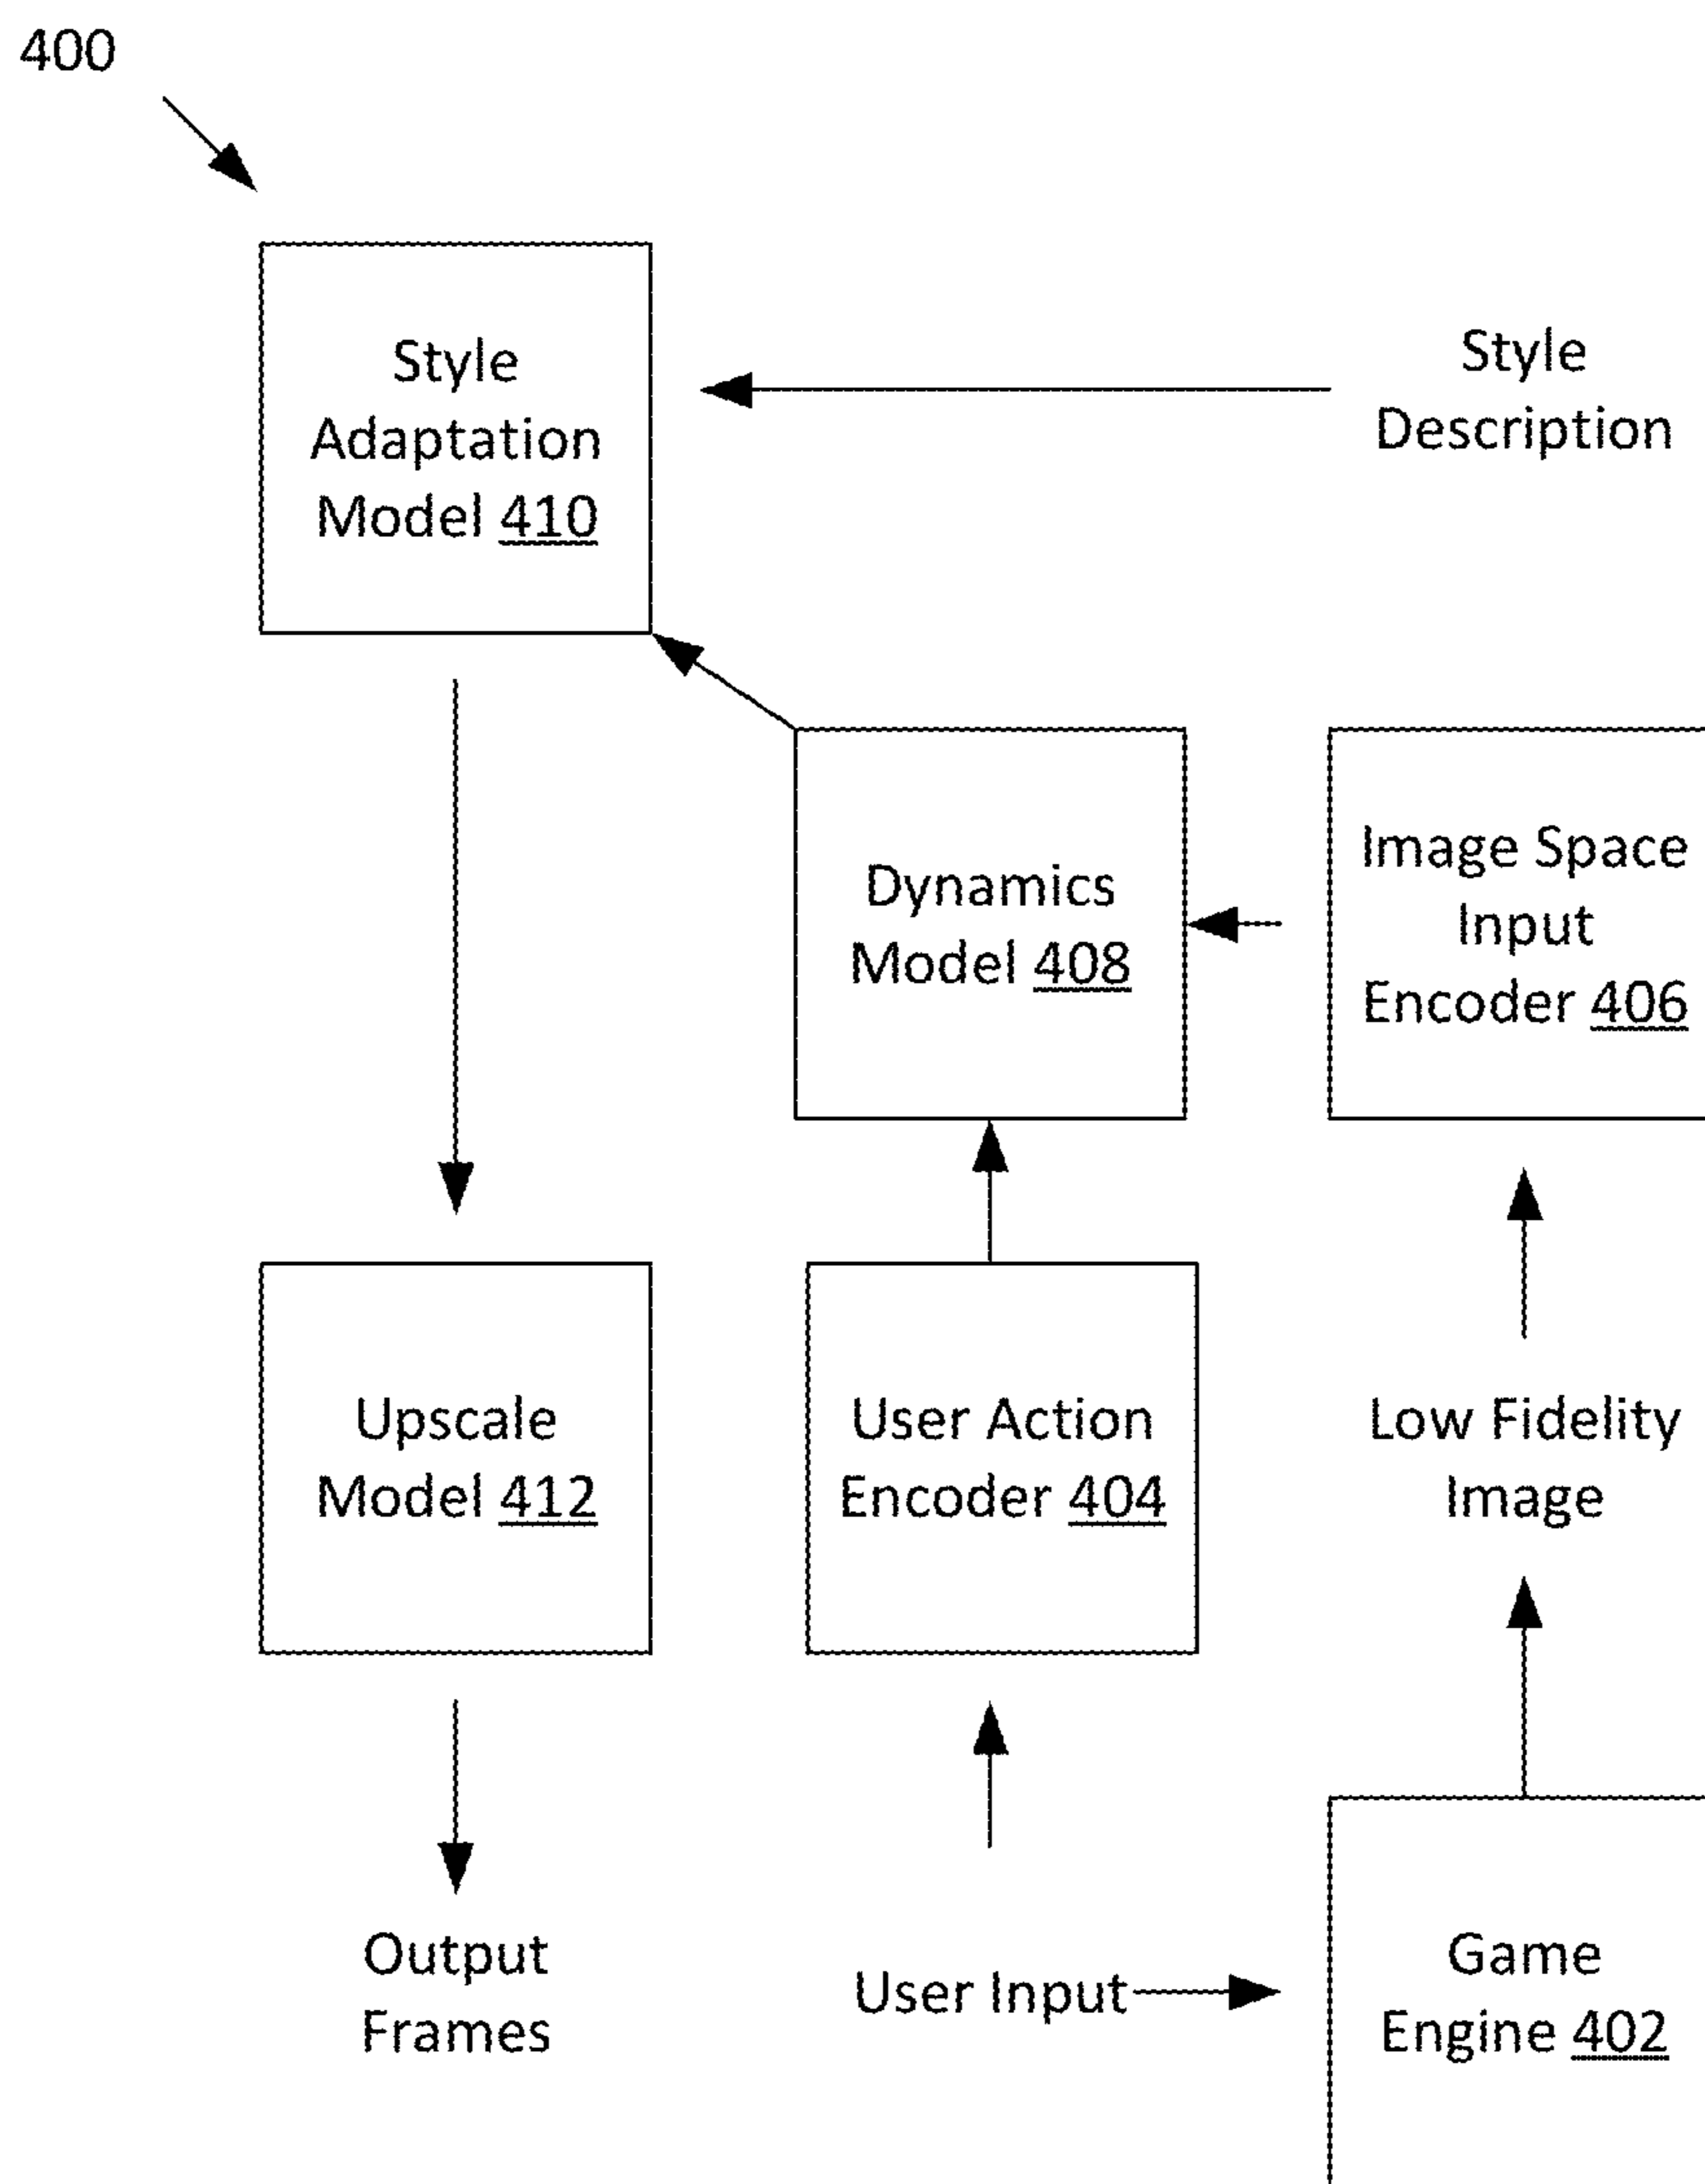 400
Style
Adaptation
Model 410
Style
Description
Dynamics
Model 408
Image Space
Input
Encoder 406
Upscale
Model 412
User Action
Encoder 404
Low Fidelity
Image
Output
Frames
User Input
Game
Engine 402